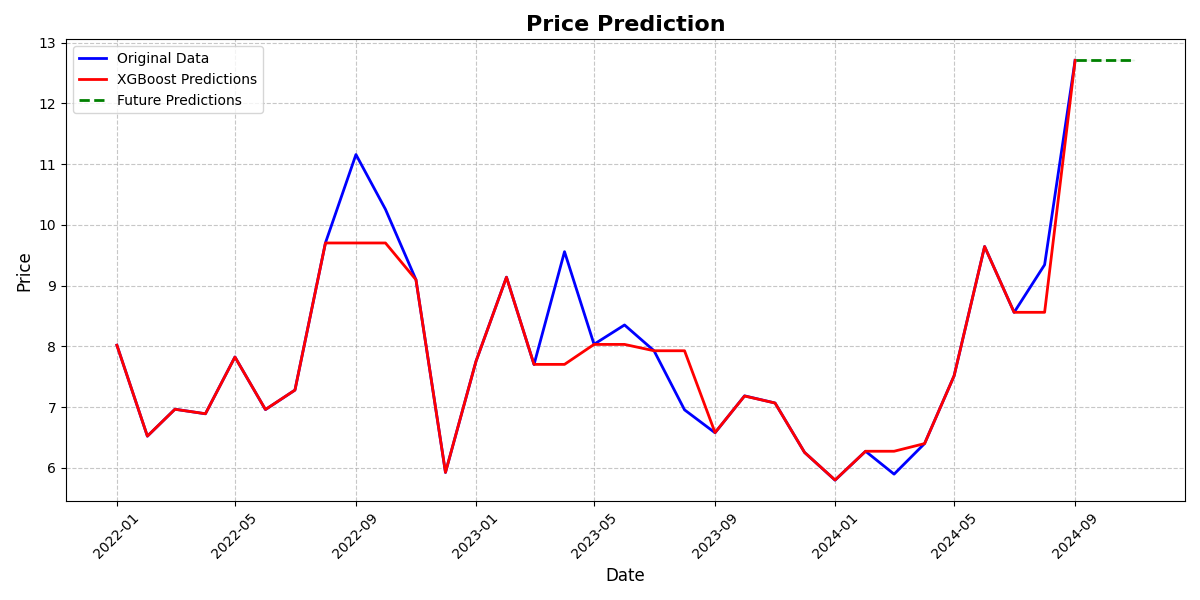 Price Prediction
Original Data
XGBoost Predictions
Future Predictions
Price
13
12
11
10
9
8
7
6
2022-01
2022-05
2022-09
2023-01
2023-05
2023-09
2024-01
2024-05
2024-09
Date